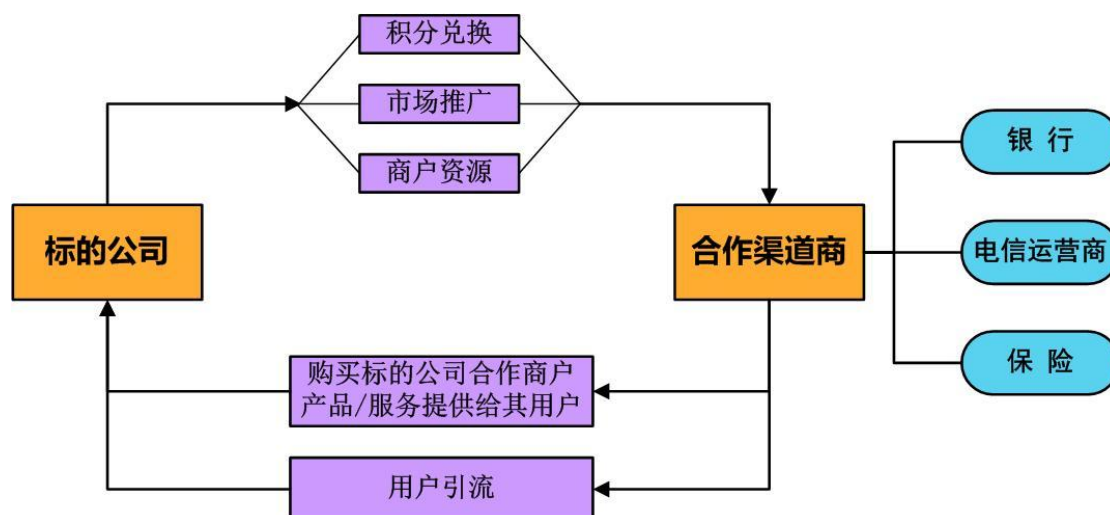 积分兑换
市场推广
商户资源
标的公司
合作渠道商
银 行
电信运营商
保 险
购买标的公司合作商户
产品/服务提供给其用户
用户引流